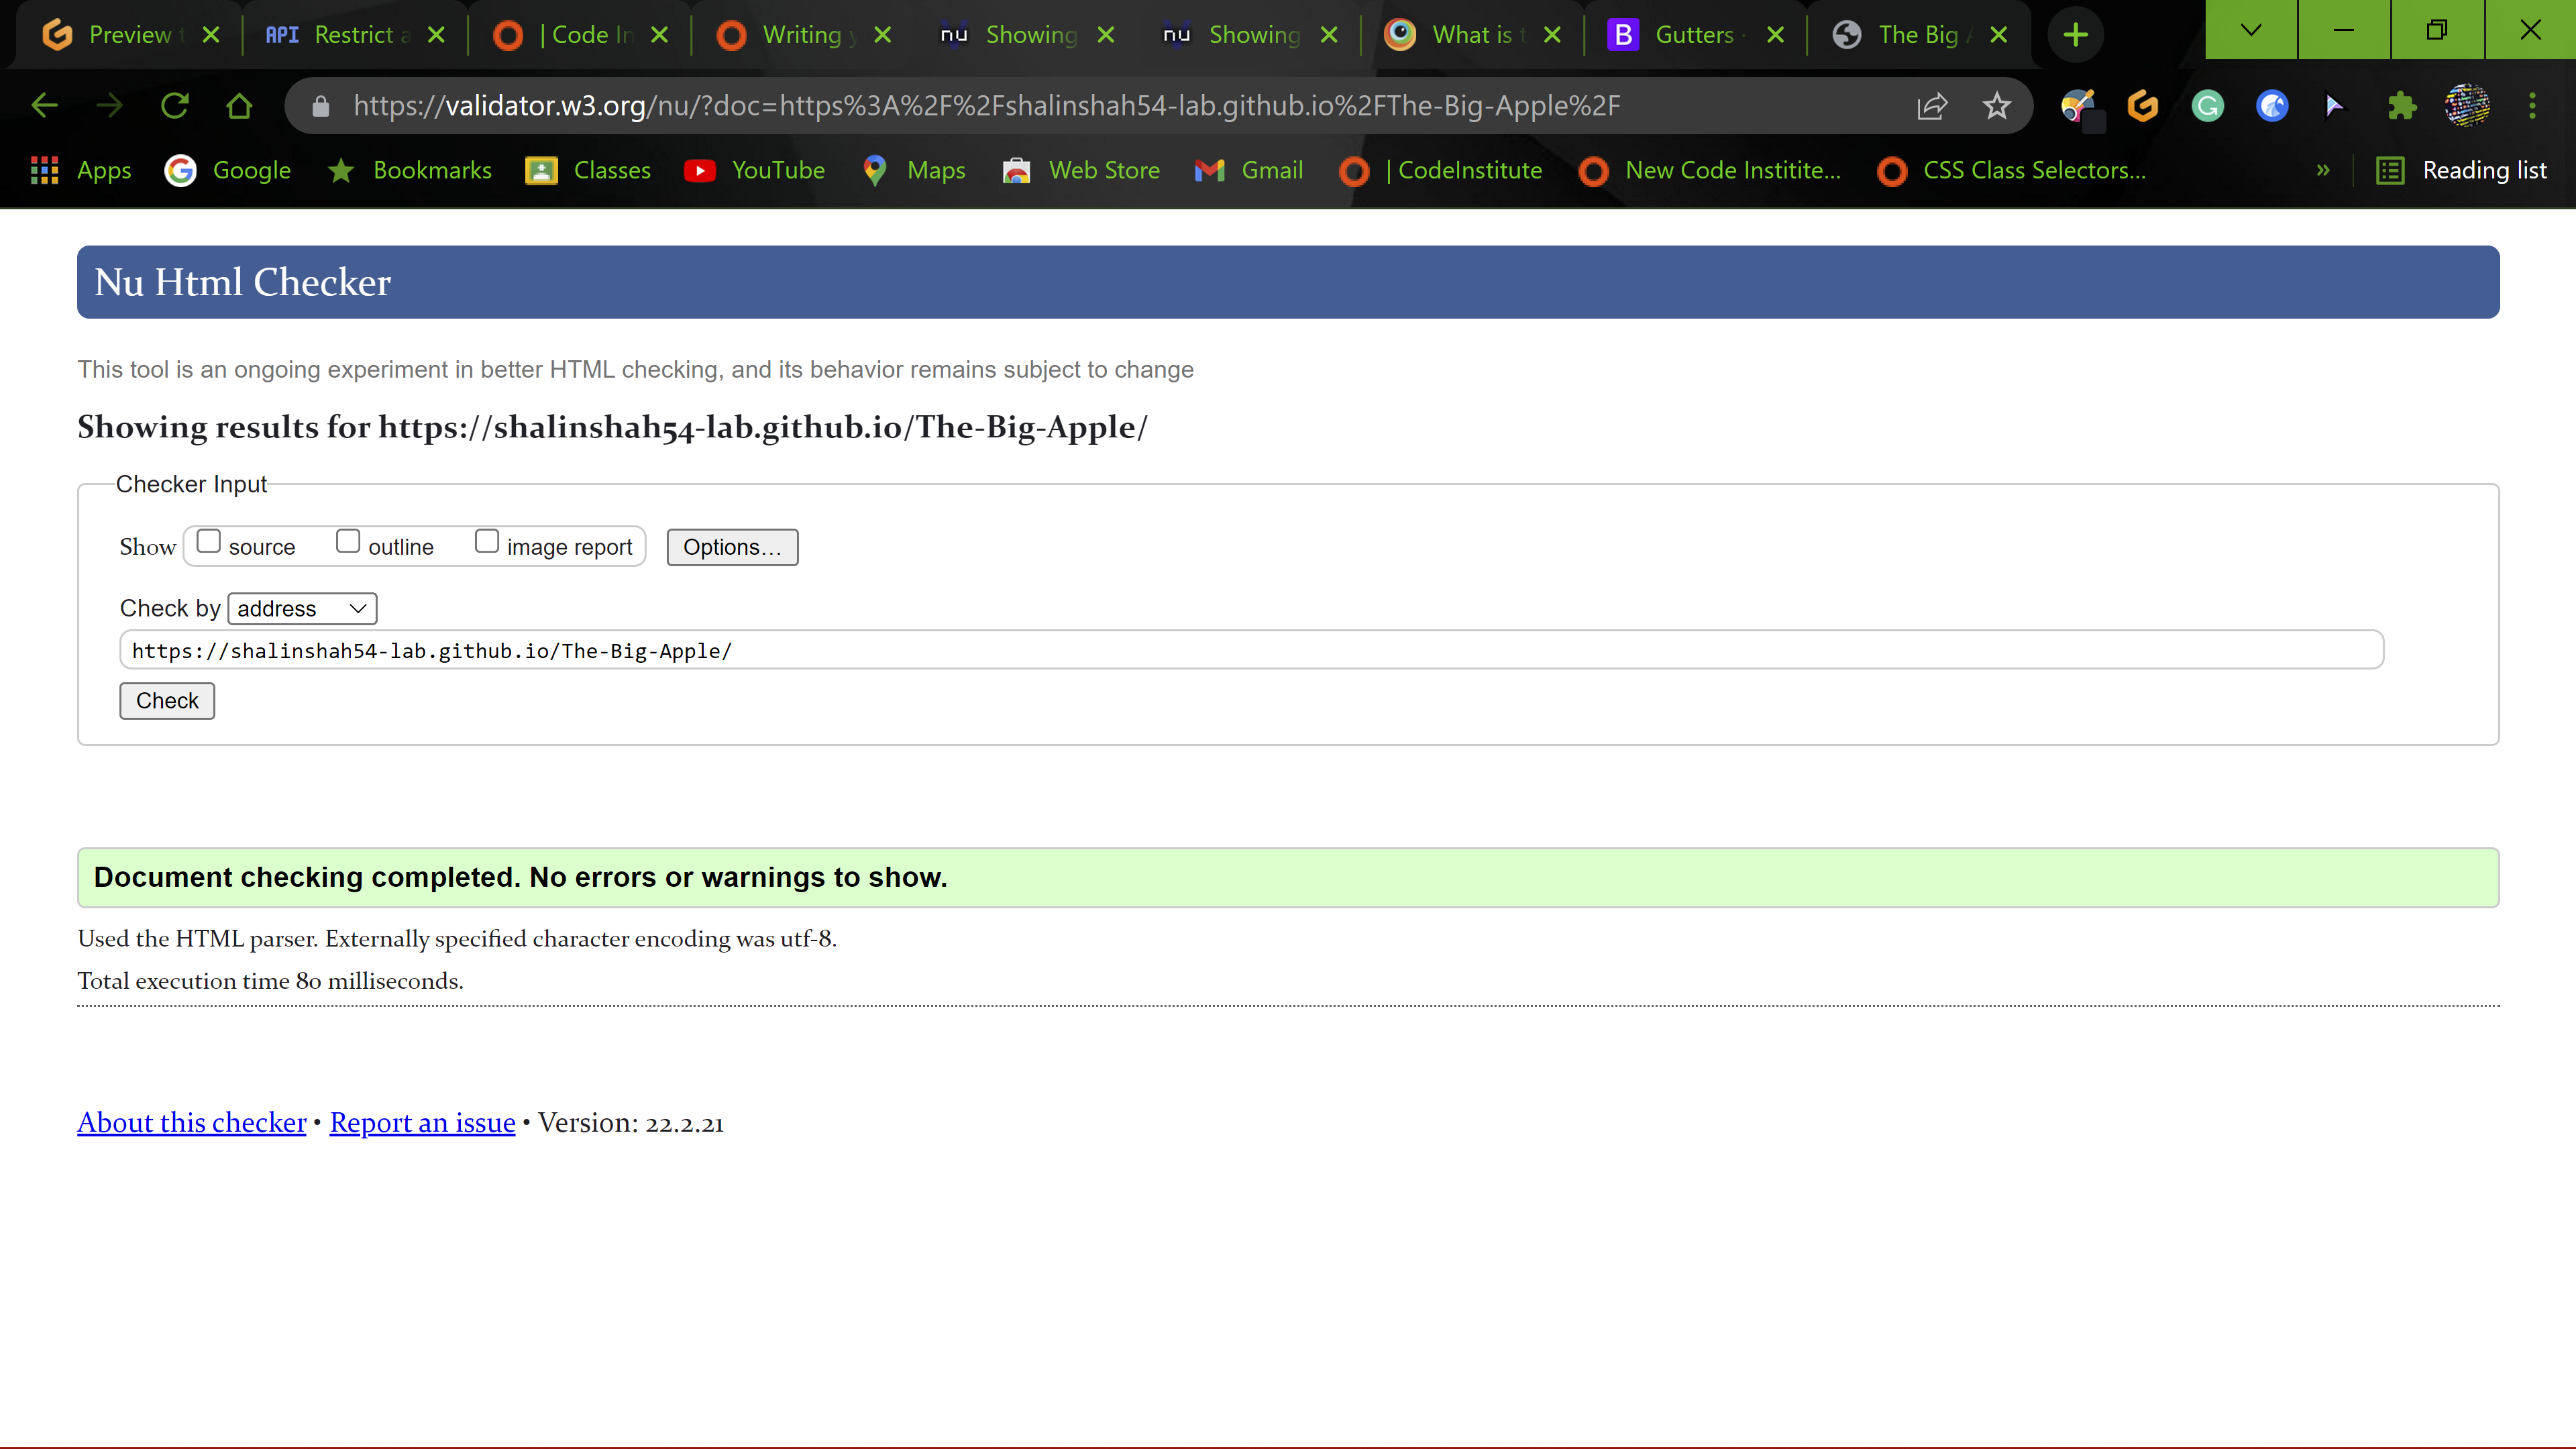 Preview t
API Restrict a
| Code In
Writing y
nu Showing
nu Showing
What is t
B Gutters ·
The Big A
https://validator.w3.org/nu/?doc=https%3A%2F%2Fshalinshah54-lab.github.io%2FThe-Big-Apple%2F
Apps Google Bookmarks Classes YouTube Maps Web Store Gmail | CodeInstitute New Code Institite... CSS Class Selectors... » Reading list
Nu Html Checker
This tool is an ongoing experiment in better HTML checking, and its behavior remains subject to change
Showing results for https://shalinshah54-lab.github.io/The-Big-Apple/
Checker Input
Show source outline image report Options...
Check by address
https://shalinshah54-lab.github.io/The-Big-Apple/
Check
Document checking completed. No errors or warnings to show.
Used the HTML parser. Externally specified character encoding was utf-8.
Total execution time 80 milliseconds.
About this checker • Report an issue • Version: 22.2.21